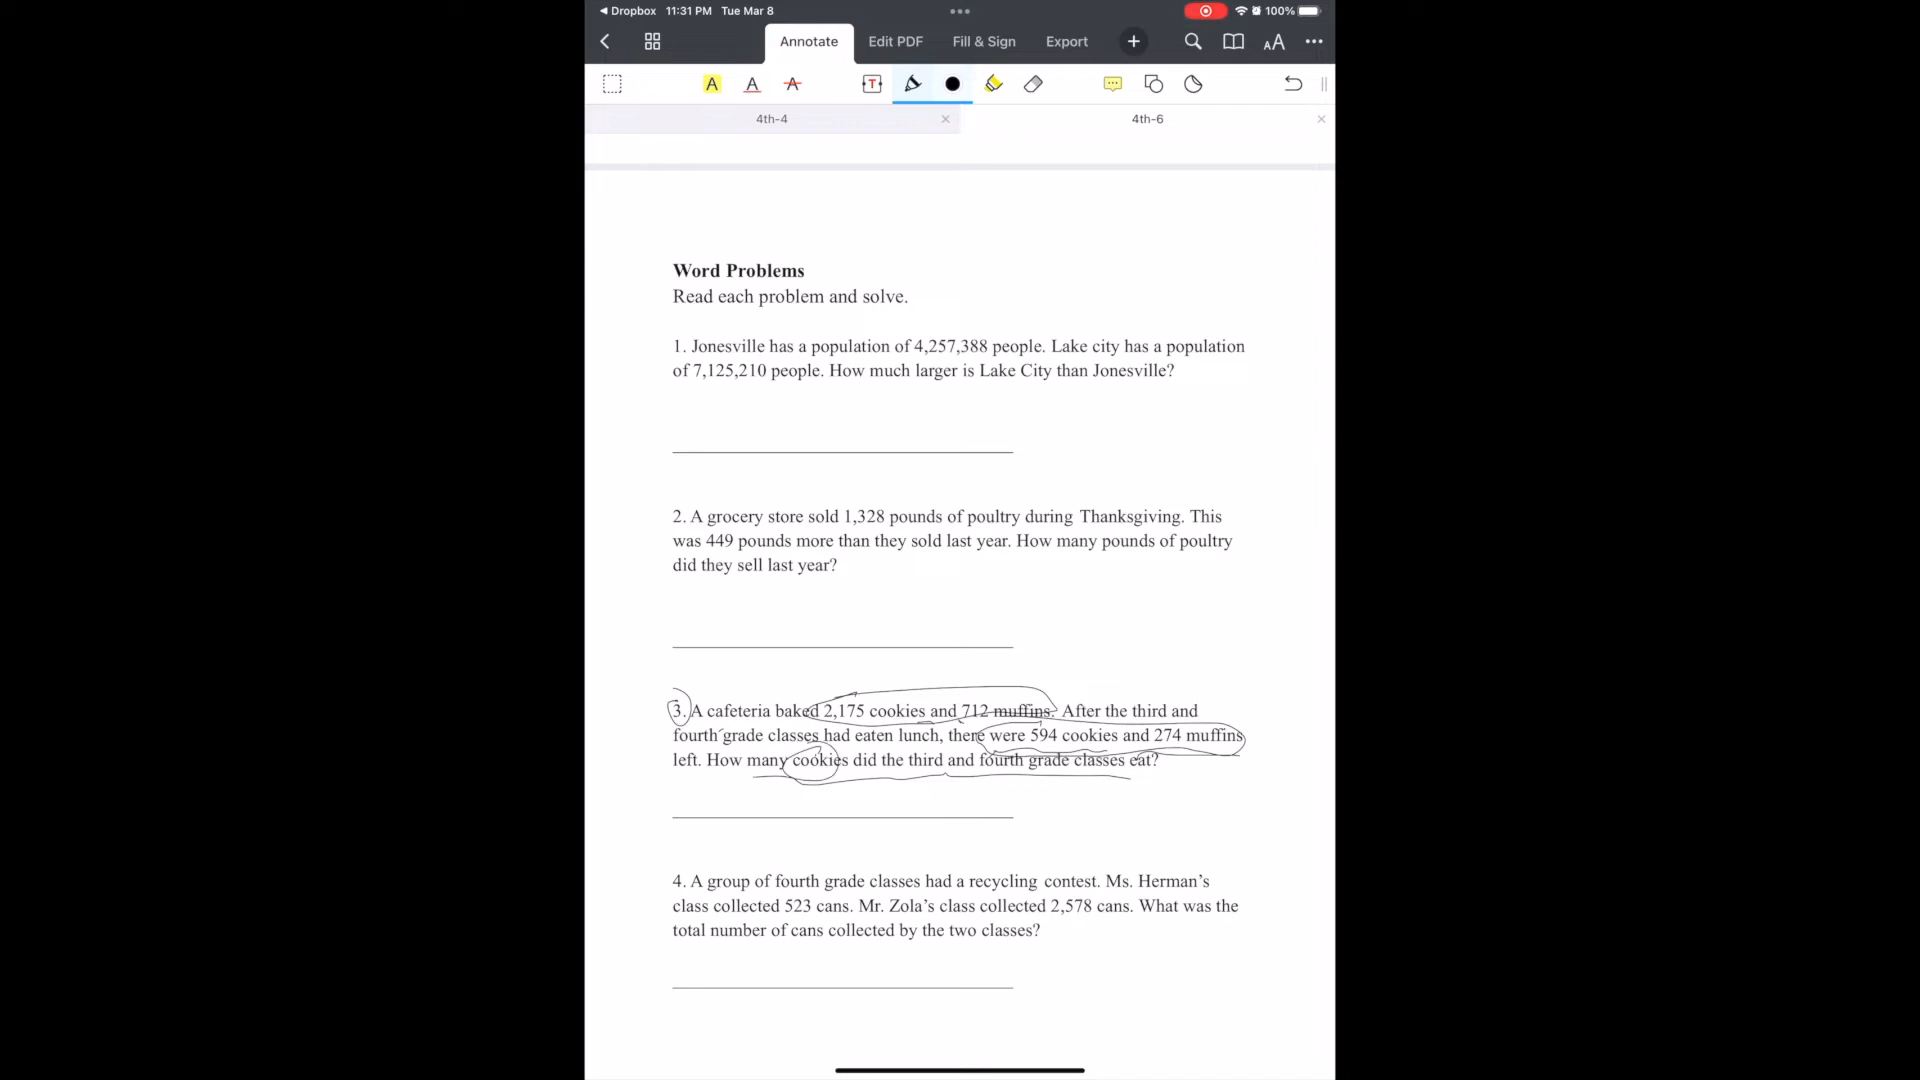 ◀ Dropbox 11:31 PM Tue Mar 8 100%
Annotate Edit PDF Fill & Sign Export AA
A A A T
4th-4 4th-6
Word Problems
Read each problem and solve.
1. Jonesville has a population of 4,257,388 people. Lake city has a population
of 7,125,210 people. How much larger is Lake City than Jonesville?
2. A grocery store sold 1,328 pounds of poultry during Thanksgiving. This
was 449 pounds more than they sold last year. How many pounds of poultry
did they sell last year?
3. A cafeteria baked 2,175 cookies and 712 muffins. After the third and
fourth grade classes had eaten lunch, there were 594 cookies and 274 muffins
left. How many cookies did the third and fourth grade classes eat?
4. A group of fourth grade classes had a recycling contest. Ms. Herman's
class collected 523 cans. Mr. Zola's class collected 2,578 cans. What was the
total number of cans collected by the two classes?